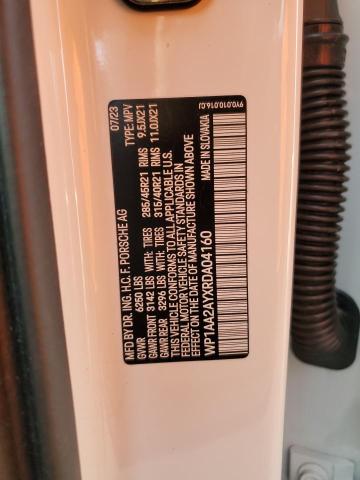 MFD BY DR. ING. H.C. F. PORSCHE AG 07/23
GVWR 6250 LBS TYPE: MPV
GAWR FRONT 3142 LBS WITH: TIRES 285/45R21 RIMS 9.5JX21
GAWR REAR 3296 LBS WITH: TIRES 315/40R21 RIMS 11.0JX21
THIS VEHICLE CONFORMS TO ALL APPLICABLE U.S.
FEDERAL MOTOR VEHICLE SAFETY STANDARDS IN
EFFECT ON THE DATE OF MANUFACTURE SHOWN ABOVE
WP1AA2AYXRDA04160 MADE IN SLOVAKIA
9Y0.010.016.CJ